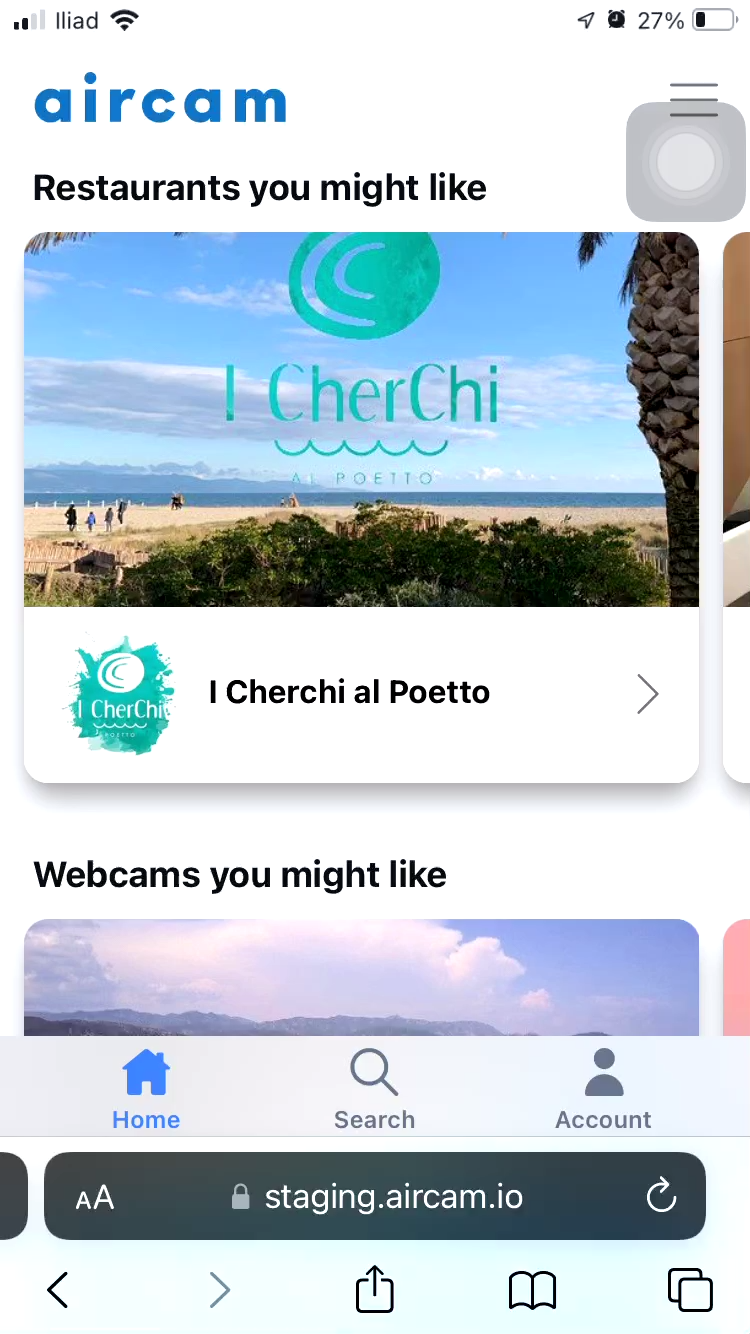 Iliad
27%
aircam
Restaurants you might like
I CherChi
AL POETTO
I CherChi
POETTO
I Cherchi al Poetto
Webcams you might like
Home
Search
Account
AA
staging.aircam.io